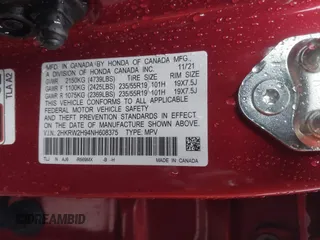 TLA A2
MFD. IN CANADA/BY HONDA OF CANADA MFG.,
A DIVISION OF HONDA CANADA INC. 11/21
GVWR 2150KG (4739LBS) TIRE SIZE RIM SIZE
GAWR F 1100KG (2425LBS) 235/55R19 101H 19X7.5J
GAWR R 1075KG (2369LBS) 235/55R19 101H 19X7.5J
THIS VEHICLE CONFORMS TO ALL APPLICABLE
FEDERAL MOTOR VEHICLE SAFETY AND THEFT
PREVENTION STANDARDS IN EFFECT ON THE
DATE OF MANUFACTURE SHOWN ABOVE.
V.I.N: 2HKRW2H94NH608375 TYPE: MPV
MADE IN CANADA
DREAMBID